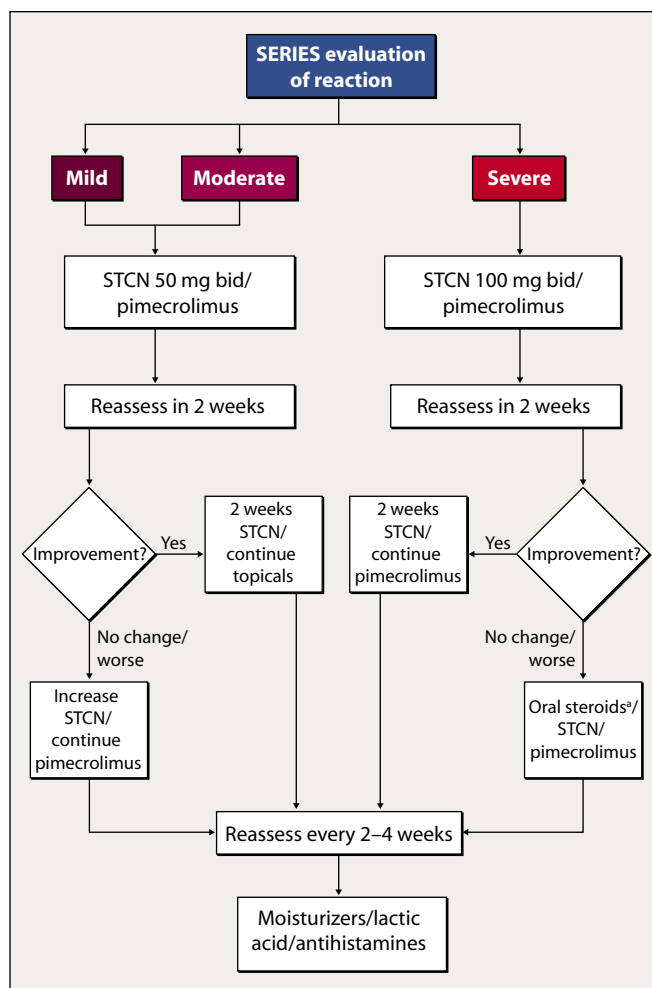 SERIES evaluation
of reaction
Mild
Moderate
Severe
STCN 50 mg bid/
pimecrolimus
STCN 100 mg bid/
pimecrolimus
Reassess in 2 weeks
Reassess in 2 weeks
Improvement?
Yes
2 weeks
STCN/
continue
topicals
2 weeks
STCN/
continue
pimecrolimus
Yes
Improvement?
No change/
worse
No change/
worse
Increase
STCN/
continue
pimecrolimus
Oral steroidsᵃ/
STCN/
pimecrolimus
Reassess every 2–4 weeks
Moisturizers/lactic
acid/antihistamines